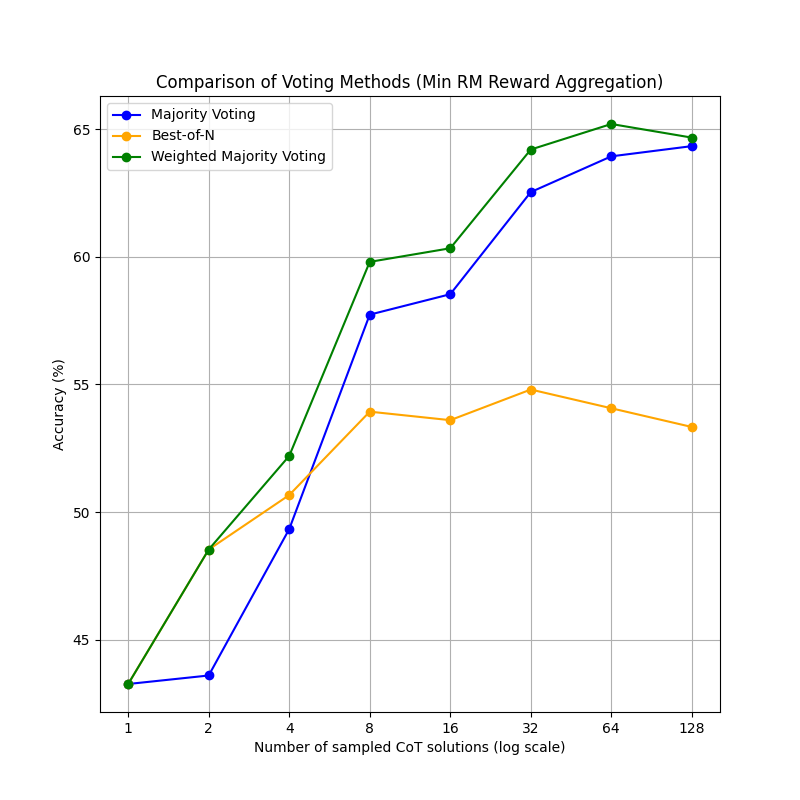 Comparison of Voting Methods (Min RM Reward Aggregation)
Majority Voting
Best-of-N
Weighted Majority Voting
65
60
55
50
45
Accuracy (%)
1 2 4 8 16 32 64 128
Number of sampled CoT solutions (log scale)